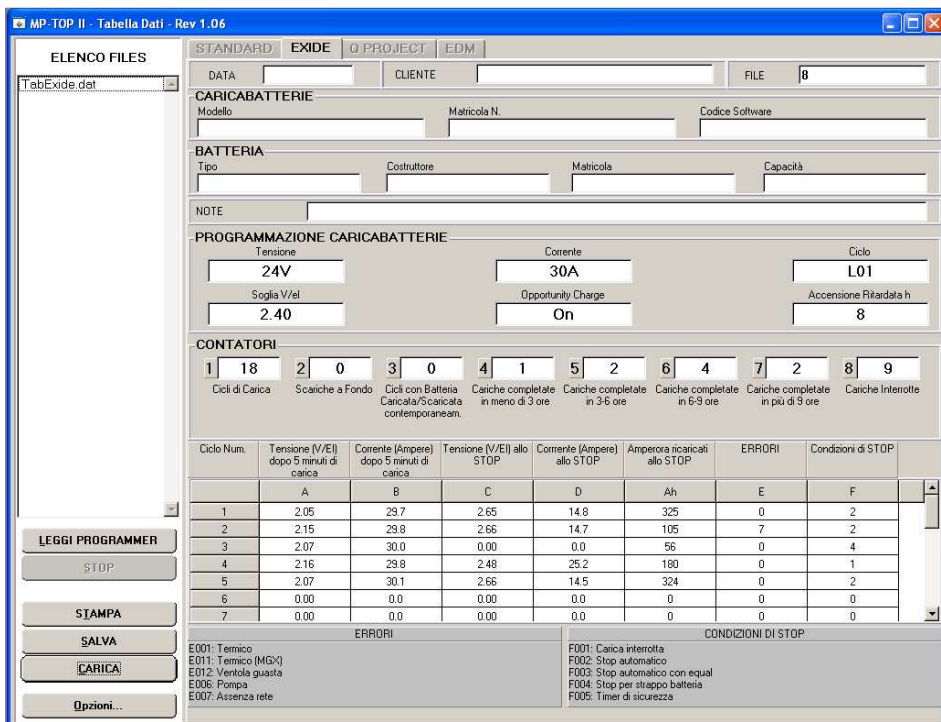 MP-TOP II - Tabella Dati - Rev 1.06
ELENCO FILES
TabExide.dat
LEGGI PROGRAMMER
STOP
STAMPA
SALVA
CARICA
Opzioni...
STANDARD EXIDE Q PROJECT EDM
DATA CLIENTE FILE 8
CARICABATTERIE
Modello Matricola N. Codice Software
BATTERIA
Tipo Costruttore Matricola Capacità
NOTE
PROGRAMMAZIONE CARICABATTERIE
Tensione Corrente Ciclo
24V 30A L01
Soglia V/el Opportunity Charge Accensione Ritardata h
2.40 On 8
CONTATORI
1 18 2 0 3 0 4 1 5 2 6 4 7 2 8 9
Cicli di Carica Scariche a Fondo Cicli con Batteria Cariche completate Cariche completate Cariche completate Cariche completate Cariche Interrotte
Caricata/Scaricata in meno di 3 ore in 3-6 ore in 6-9 ore in più di 9 ore
contemporaneam.
Ciclo Num. Tensione (V/El) Corrente (Ampere) Tensione (V/El) allo Corrrente (Ampere) Amperora ricaricati ERRORI Condizioni di STOP
dopo 5 minuti di dopo 5 minuti di STOP allo STOP allo STOP
carica carica
A B C D Ah E F
1 2.05 29.7 2.65 14.8 325 0 2
2 2.15 29.8 2.66 14.7 105 7 2
3 2.07 30.0 0.00 0.0 56 0 4
4 2.16 29.8 2.48 25.2 180 0 1
5 2.07 30.1 2.66 14.5 324 0 2
6 0.00 0.0 0.00 0.0 0 0 0
7 0.00 0.0 0.00 0.0 0 0 0
ERRORI
E001: Termico
E011: Termico (MGX)
E012: Ventola guasta
E006: Pompa
E007: Assenza rete
CONDIZIONI DI STOP
F001: Carica interrotta
F002: Stop automatico
F003: Stop automatico con equal
F004: Stop per strappo batteria
F005: Timer di sicurezza